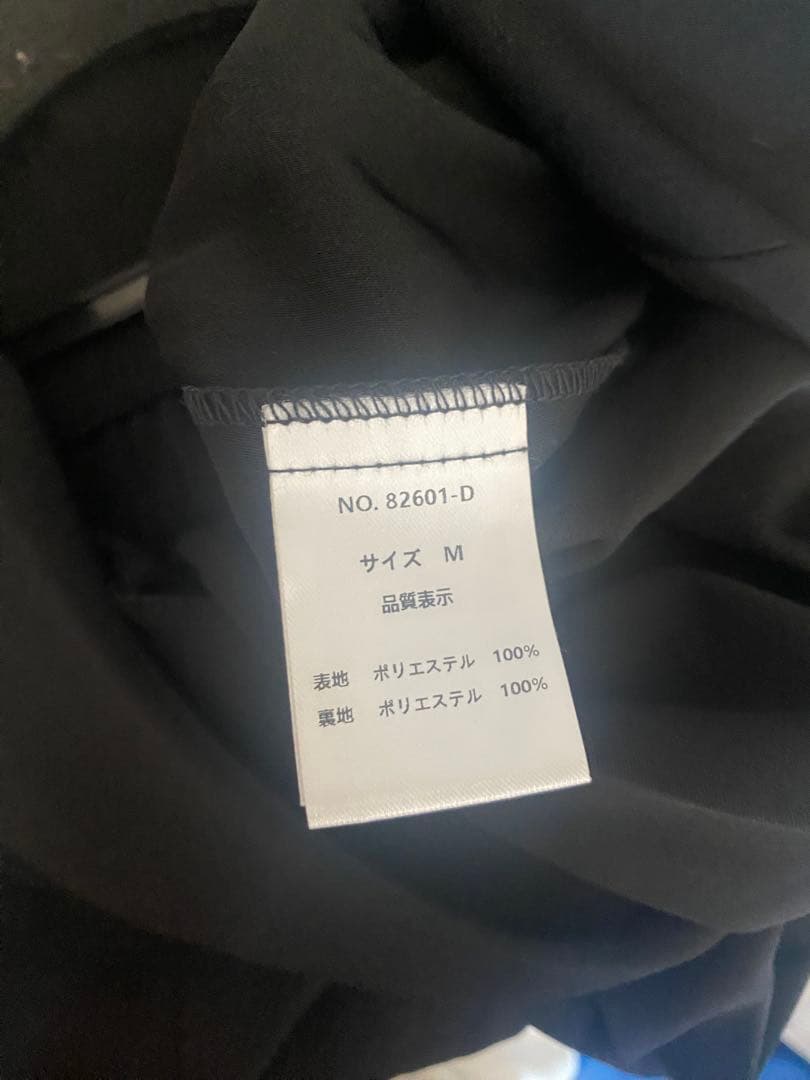 NO. 82601-D
サイズ　M
品質表示
表地　ポリエステル　100%
裏地　ポリエステル　100%